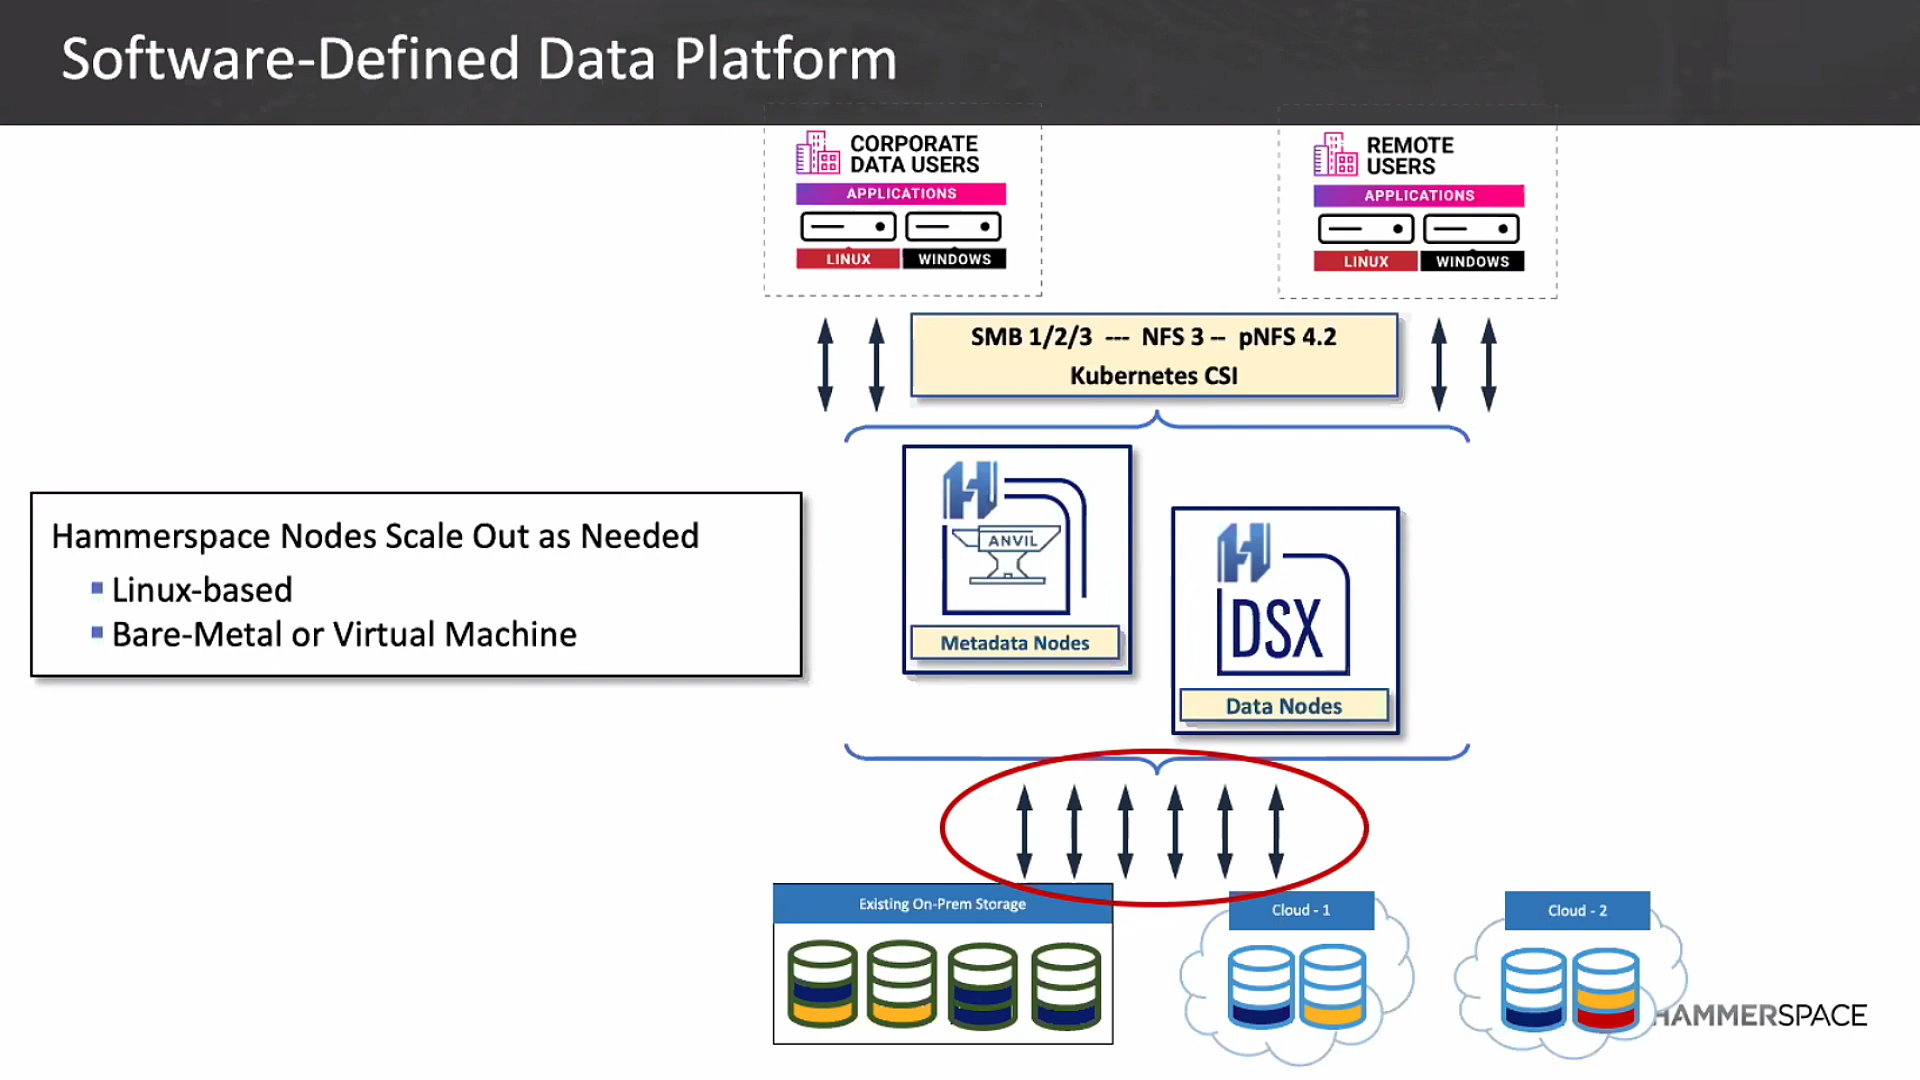 Software-Defined Data Platform
CORPORATE
DATA USERS
APPLICATIONS
LINUX
WINDOWS
REMOTE
USERS
APPLICATIONS
LINUX
WINDOWS
SMB 1/2/3 --- NFS 3 -- pNFS 4.2
Kubernetes CSI
Hammerspace Nodes Scale Out as Needed
Linux-based
Bare-Metal or Virtual Machine
ANVIL
Metadata Nodes
DSX
Data Nodes
Existing On-Prem Storage
Cloud - 1
Cloud - 2
HAMMERSPACE